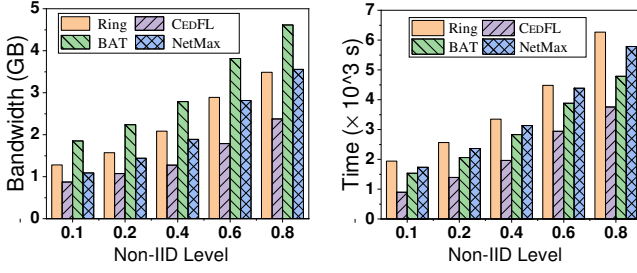 Ring CEDFL
BAT NetMax
Bandwidth (GB)
5
4
3
2
1
0
0.1 0.2 0.4 0.6 0.8
Non-IID Level
Ring CEDFL
BAT NetMax
Time (× 10^3 s)
7
6
5
4
3
2
1
0
0.1 0.2 0.4 0.6 0.8
Non-IID Level